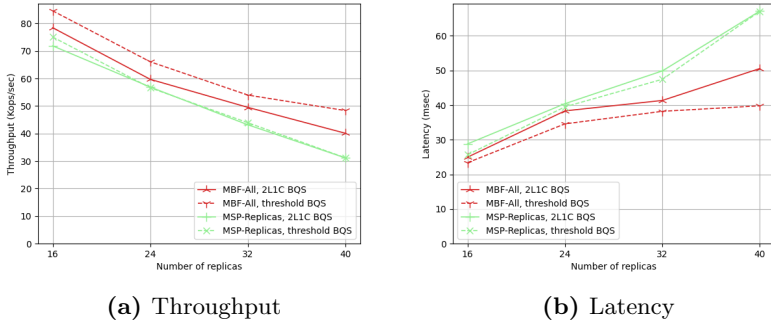 80
70
60
50
40
30
20
10
0
Throughput (Kops/sec)
MBF-All, 2L1C BQS
MBF-All, threshold BQS
MSP-Replicas, 2L1C BQS
MSP-Replicas, threshold BQS
16 24 32 40
Number of replicas
(a) Throughput
60
50
40
30
20
10
0
Latency (msec)
MBF-All, 2L1C BQS
MBF-All, threshold BQS
MSP-Replicas, 2L1C BQS
MSP-Replicas, threshold BQS
16 24 32 40
Number of replicas
(b) Latency